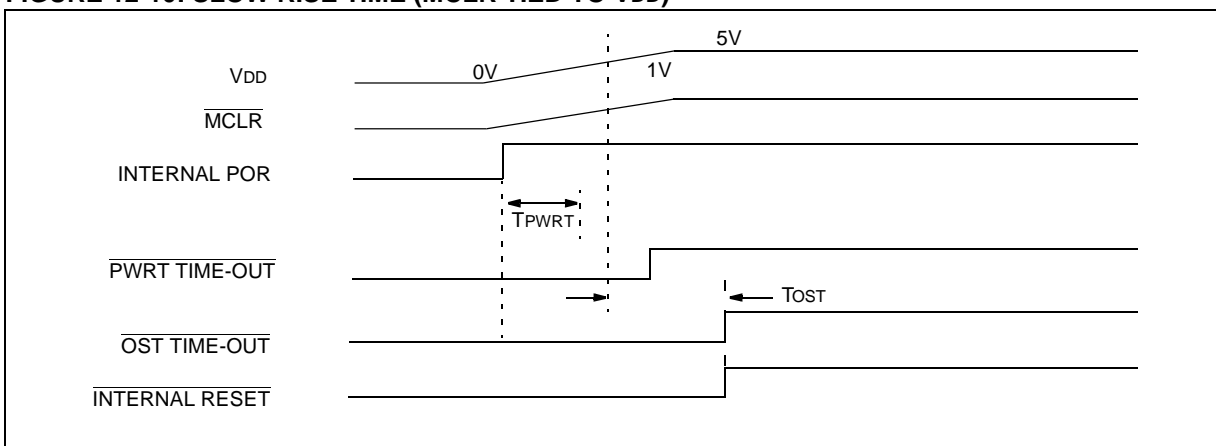 5V
VDD 0V 1V
MCLR
INTERNAL POR
TPWRT
PWRT TIME-OUT
TOST
OST TIME-OUT
INTERNAL RESET